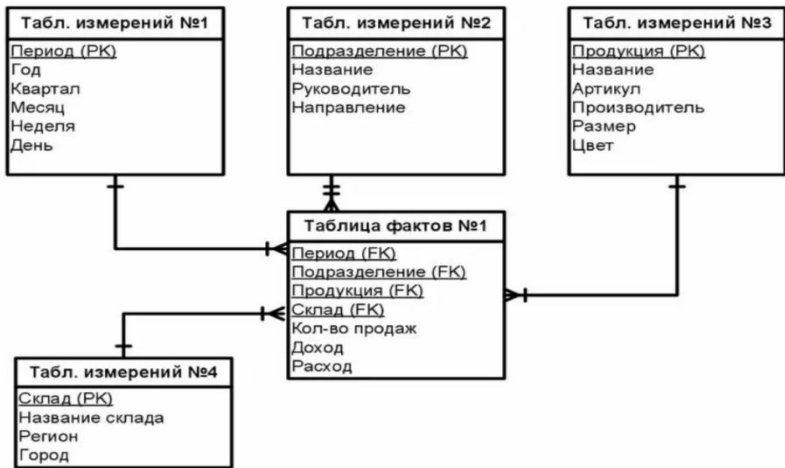 Табл. измерений №1
Период (PK)
Год
Квартал
Месяц
Неделя
День
Табл. измерений №2
Подразделение (PK)
Название
Руководитель
Направление
Табл. измерений №3
Продукция (PK)
Название
Артикул
Производитель
Размер
Цвет
Таблица фактов №1
Период (FK)
Подразделение (FK)
Продукция (FK)
Склад (FK)
Кол-во продаж
Доход
Расход
Табл. измерений №4
Склад (PK)
Название склада
Регион
Город